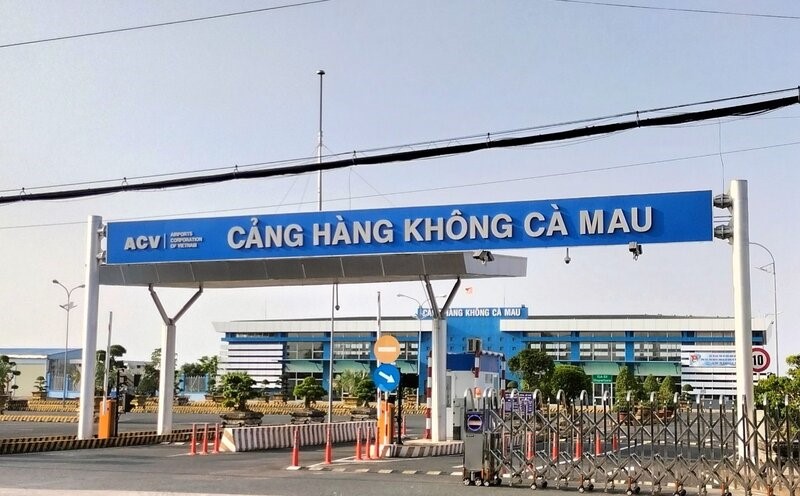 ACV
AIRPORTS
CORPORATION
OF VIETNAM
CẢNG HÀNG KHÔNG CÀ MAU
CẢNG HÀNG KHÔNG CÀ MAU
10